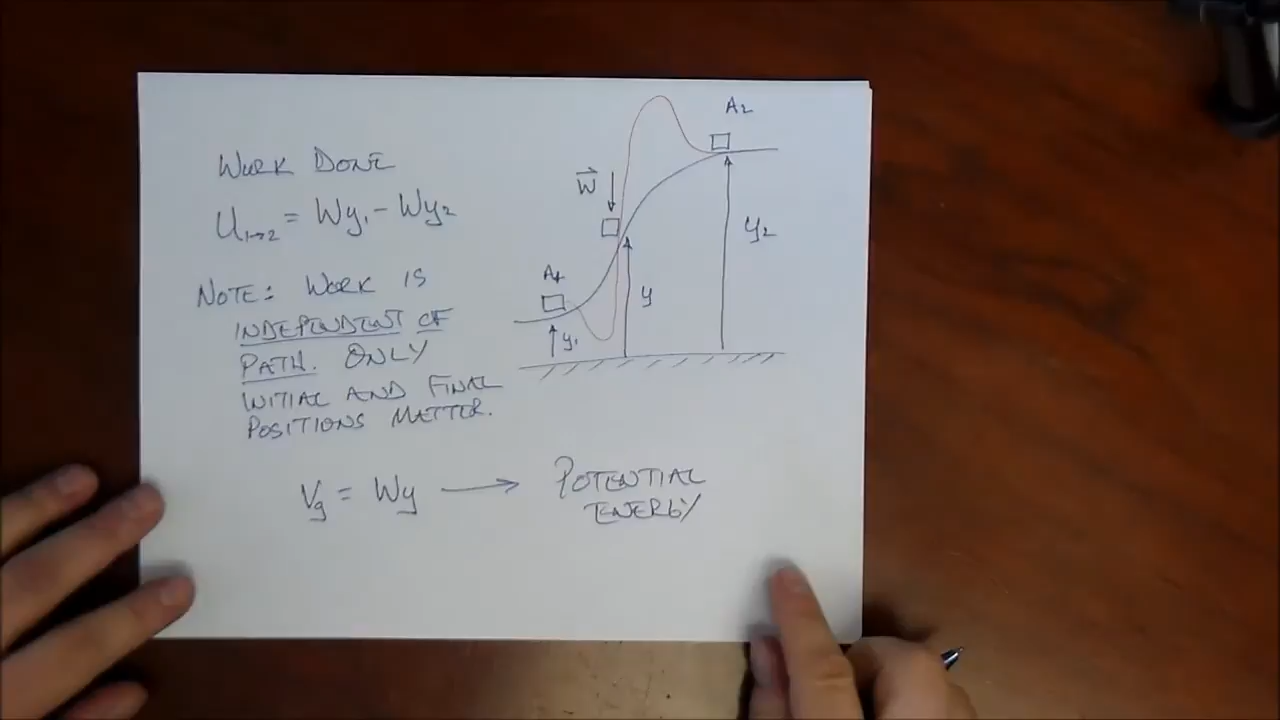 WORK DONE
U1→2 = Wy1 - Wy2
NOTE: WORK IS
INDEPENDENT OF
PATH. ONLY
INITIAL AND FINAL
POSITIONS MATTER.
Vg = Wy → POTENTIAL
ENERGY
A2
W
y2
A1
y
y1